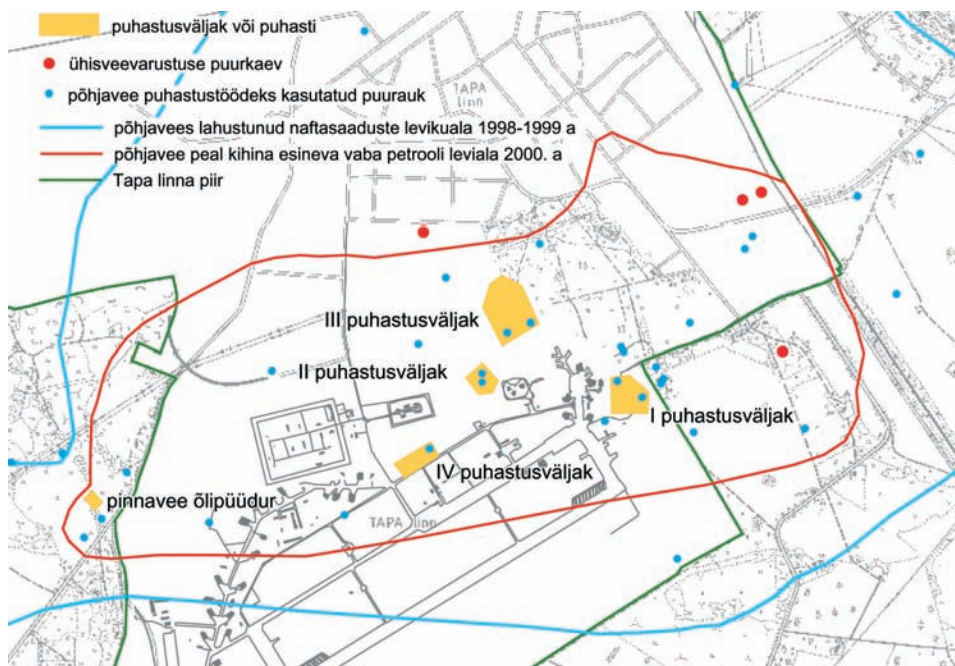 puhastusväljak või puhasti
ühisveevarustuse puurkaev
põhjavee puhastustöödeks kasutatud puurauk
põhjavees lahustunud naftasaaduste levikuala 1998-1999 a
põhjavee peal kihina esineva vaba petrooli leviala 2000. a
Tapa linna piir
TAPA
linn
III puhastusväljak
II puhastusväljak
I puhastusväljak
IV puhastusväljak
pinnavee õlipüüdur
TAPA linn